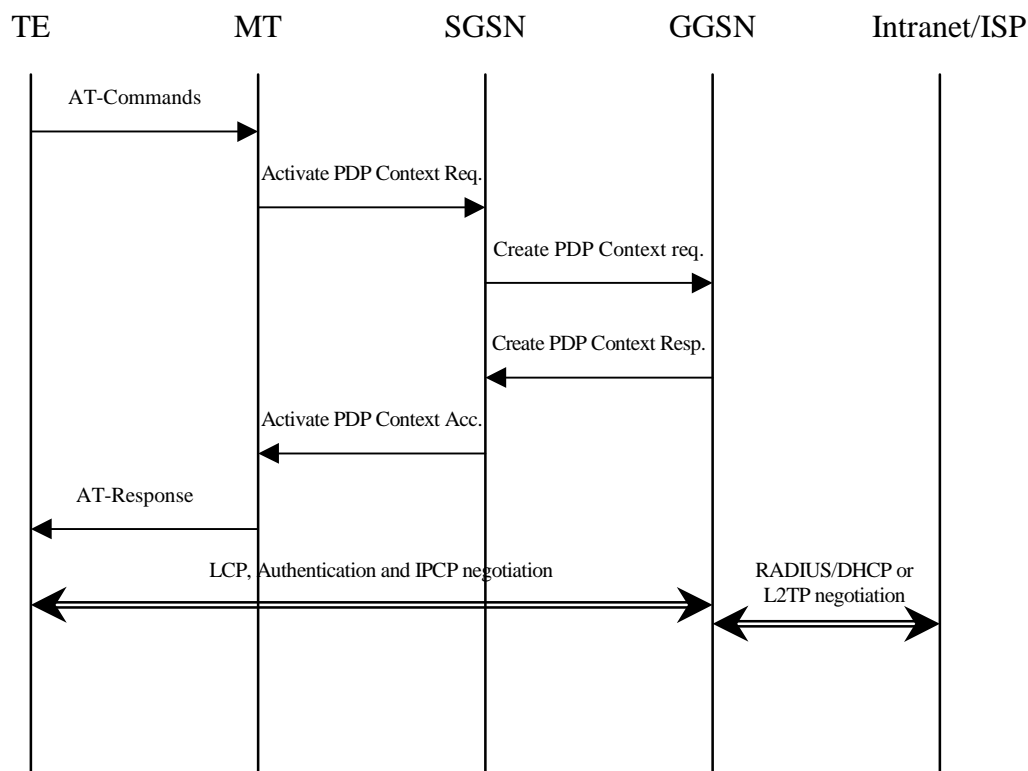 TE
MT
SGSN
GGSN
Intranet/ISP
AT-Commands
Activate PDP Context Req.
Create PDP Context req.
Create PDP Context Resp.
Activate PDP Context Acc.
AT-Response
LCP, Authentication and IPCP negotiation
RADIUS/DHCP or
L2TP negotiation